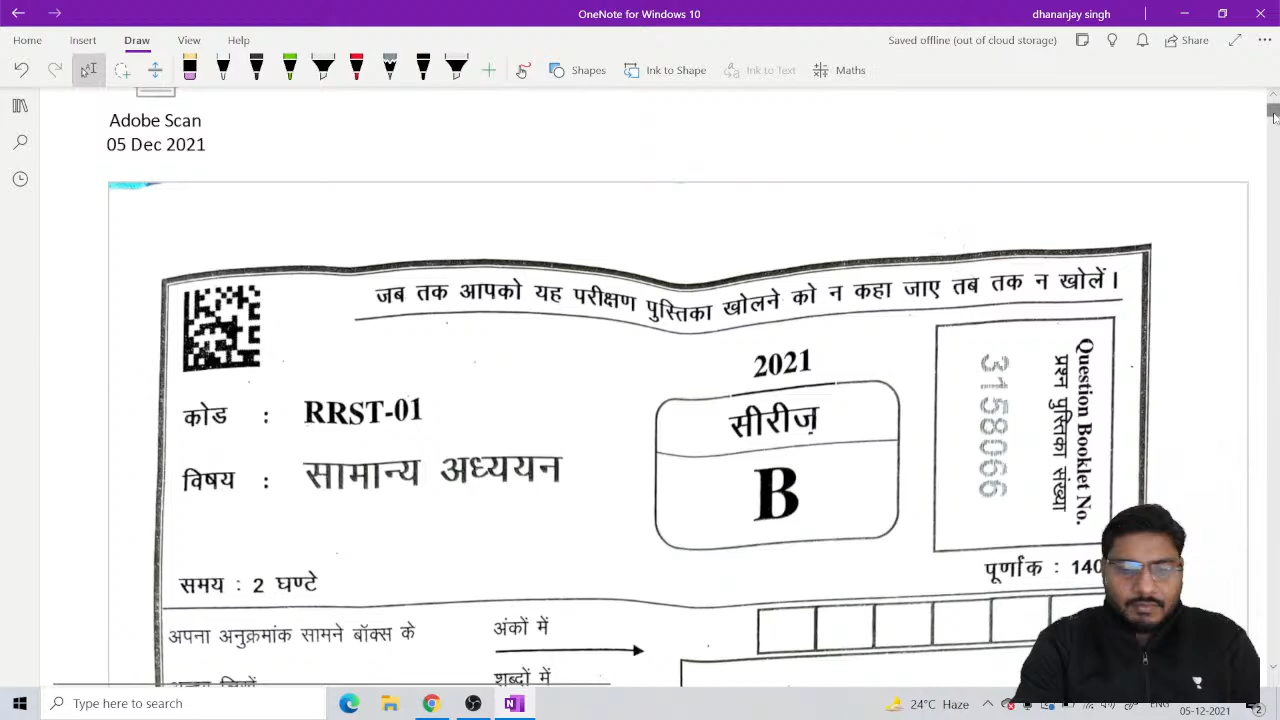 OneNote for Windows 10
dhananjay singh
Home Insert Draw View Help
Saved offline (out of cloud storage)
Share
Shapes
Ink to Shape
Ink to Text
Maths
Adobe Scan
05 Dec 2021
जब तक आपको यह परीक्षण पुस्तिका खोलने को न कहा जाए तब तक न खोलें।
2021
कोड : RRST-01
सीरीज़
B
विषय : सामान्य अध्ययन
Question Booklet No.
प्रश्न पुस्तिका संख्या
3158066
समय : 2 घण्टे
पूर्णांक : 140
अपना अनुक्रमांक सामने बॉक्स के
अंकों में
शब्दों में
Type here to search
24°C Haze
05-12-2021
2